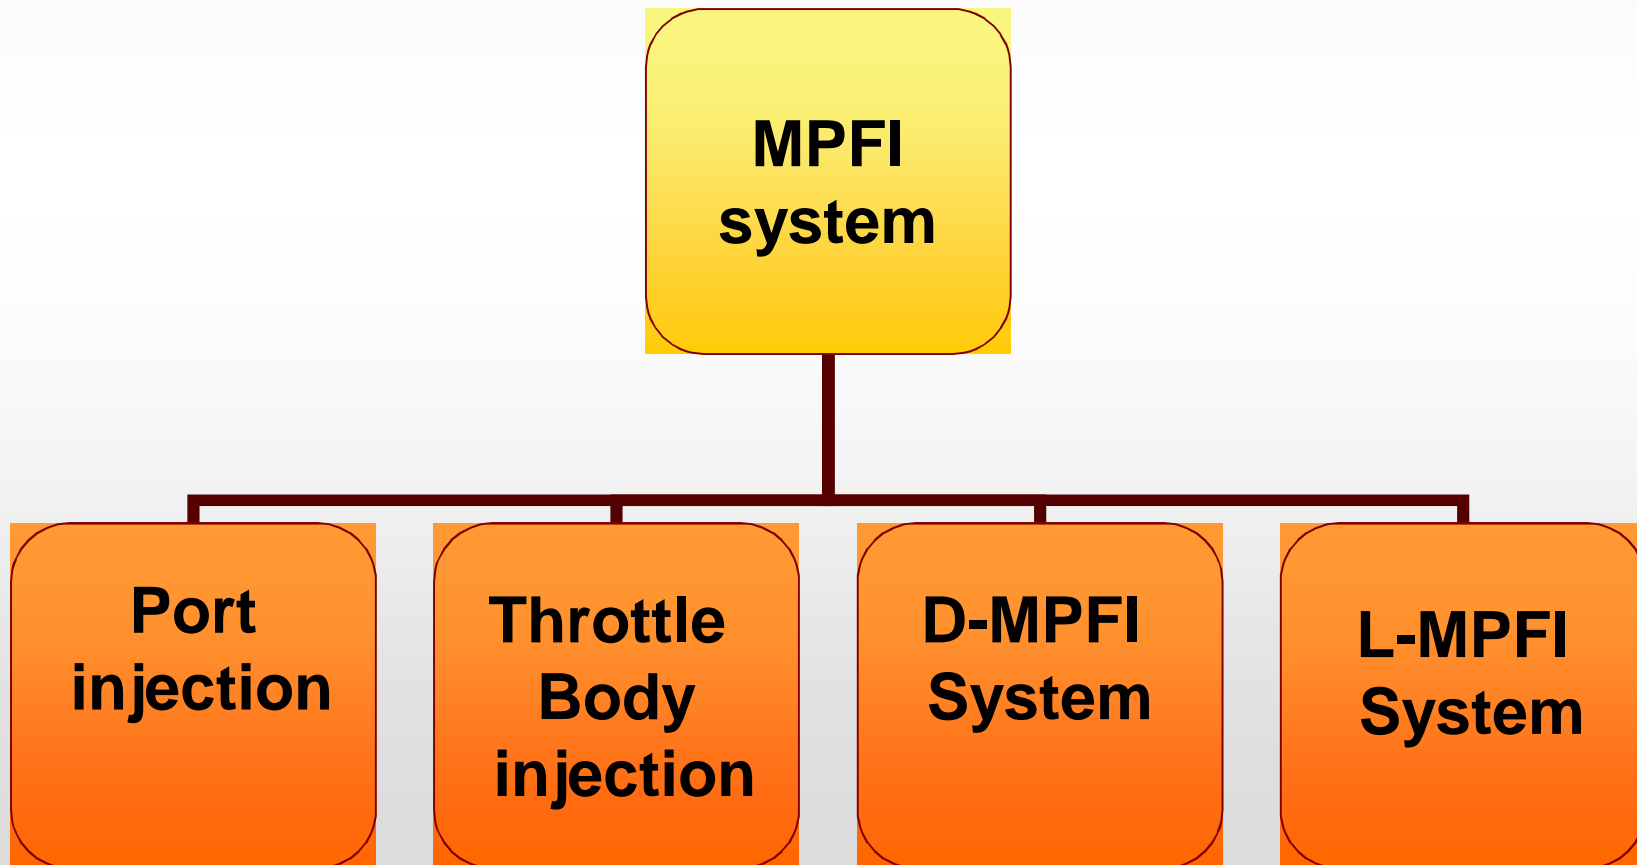 MPFI
system
Port
injection
Throttle
Body
injection
D-MPFI
System
L-MPFI
System